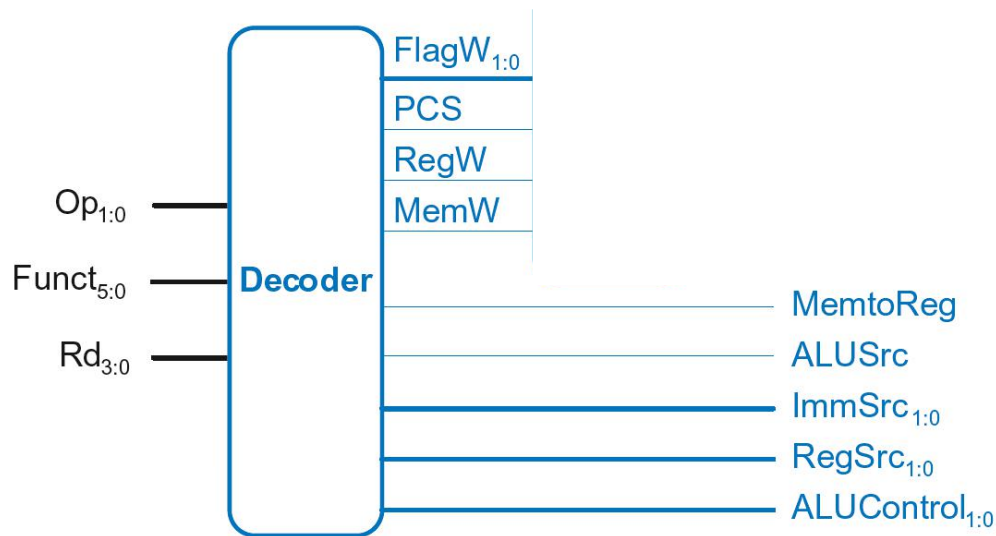 FlagW1:0
PCS
RegW
MemW
Op1:0
Funct5:0
Decoder
Rd3:0
MemtoReg
ALUSrc
ImmSrc1:0
RegSrc1:0
ALUControl1:0